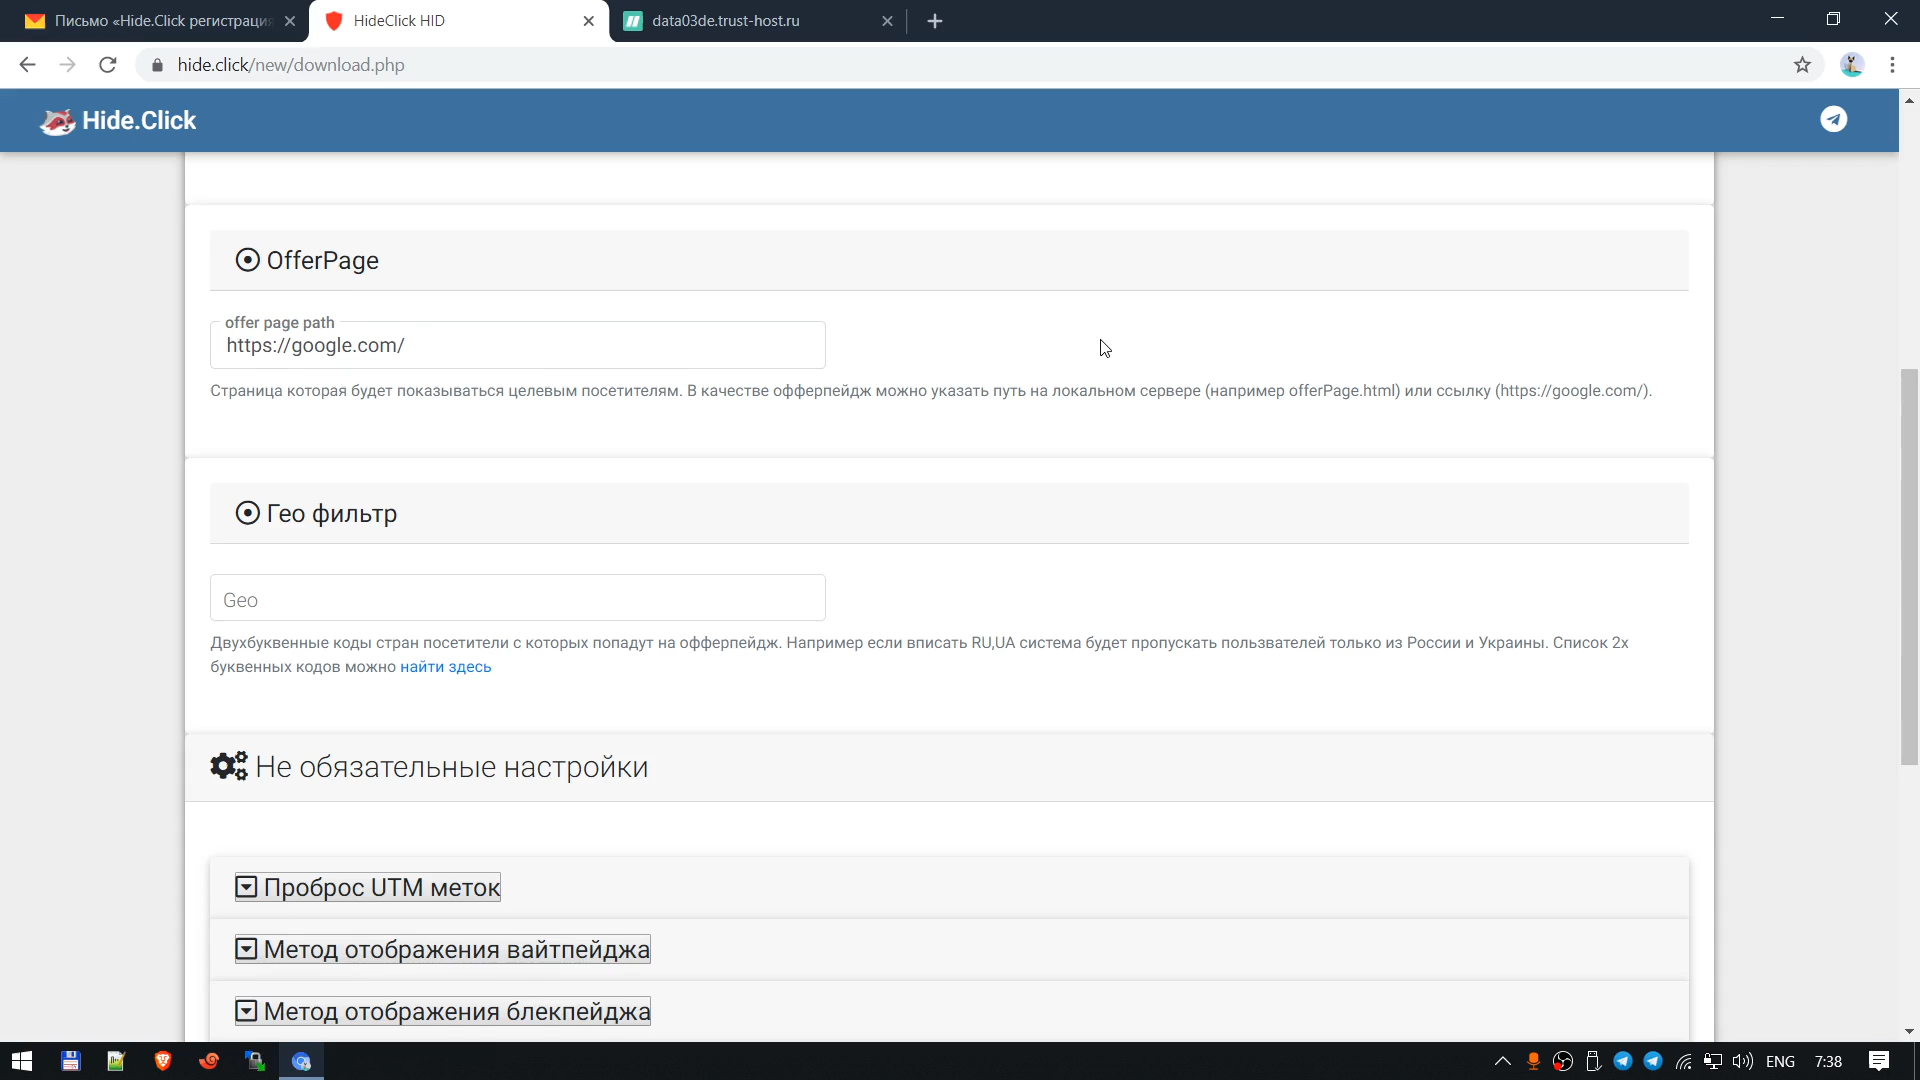 Письмо «Hide.Click регистрация
HideClick HID
data03de.trust-host.ru
hide.click/new/download.php
Hide.Click
OfferPage
offer page path
https://google.com/
Страница которая будет показываться целевым посетителям. В качестве офферпейдж можно указать путь на локальном сервере (например offerPage.html) или ссылку (https://google.com/).
Гео фильтр
Geo
Двухбуквенные коды стран посетители с которых попадут на офферпейдж. Например если вписать RU,UA система будет пропускать пользвателей только из России и Украины. Список 2х
буквенных кодов можно найти здесь
Не обязательные настройки
Проброс UTM меток
Метод отображения вайтпейджа
Метод отображения блекпейджа
ENG
7:38